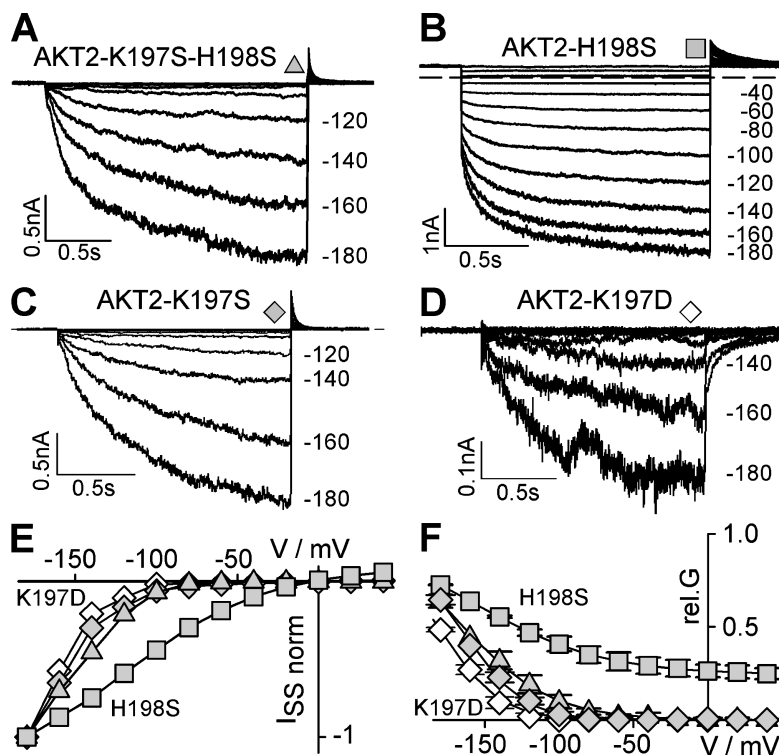 A
AKT2-K197S-H198S
-120
-140
-160
-180
0.5nA
0.5s
B
AKT2-H198S
-40
-60
-80
-100
-120
-140
-160
-180
1nA
0.5s
C
AKT2-K197S
-120
-140
-160
-180
0.5nA
0.5s
D
AKT2-K197D
-140
-160
-180
0.1nA
0.5s
E
V / mV
-150 -100 -50
K197D
H198S
ISS norm
-1
F
1.0
rel.G
H198S
0.5
K197D
-150 -100 -50
V / mV